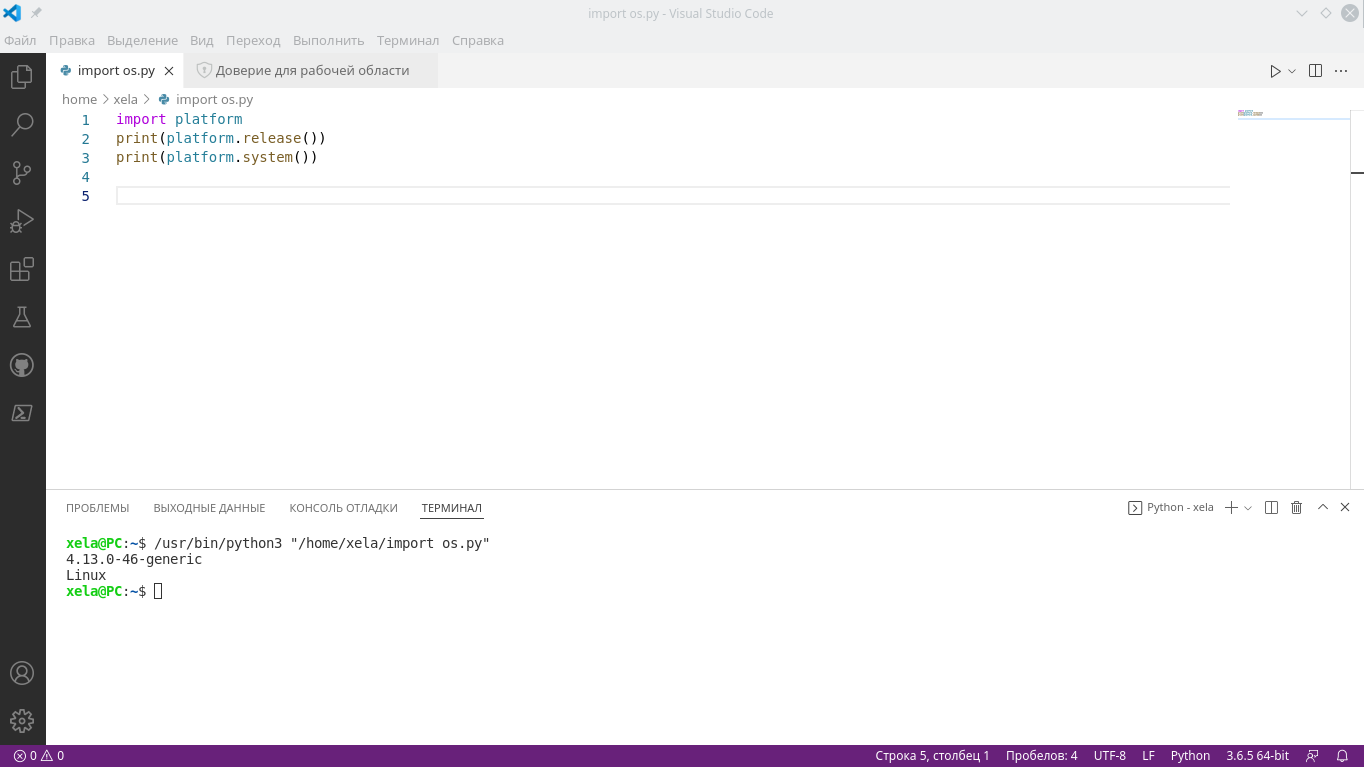 import os.py - Visual Studio Code
Файл Правка Выделение Вид Переход Выполнить Терминал Справка
import os.py Доверие для рабочей области
home xela import os.py
1 import platform
2 print(platform.release())
3 print(platform.system())
4
5
ПРОБЛЕМЫ ВЫХОДНЫЕ ДАННЫЕ КОНСОЛЬ ОТЛАДКИ ТЕРМИНАЛ Python - xela
xela@PC:~$ /usr/bin/python3 "/home/xela/import os.py"
4.13.0-46-generic
Linux
xela@PC:~$
0 0 Строка 5, столбец 1 Пробелов: 4 UTF-8 LF Python 3.6.5 64-bit